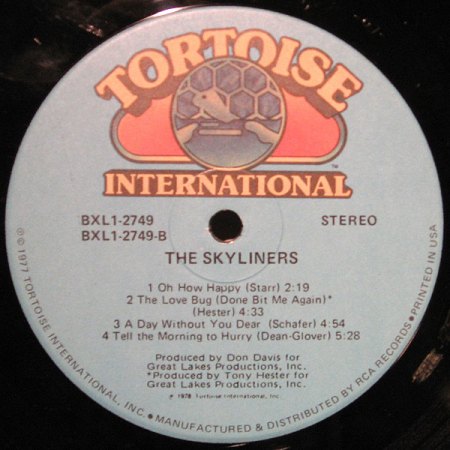 TORTOISE
INTERNATIONAL
TM
BXL1-2749
BXL1-2749-B
STEREO
THE SKYLINERS
1 Oh How Happy (Starr) 2:19
2 The Love Bug (Done Bit Me Again)*
(Hester) 4:33
3 A Day Without You Dear (Schafer) 4:54
4 Tell the Morning to Hurry (Dean-Glover) 5:28
Produced by Don Davis for
Great Lakes Productions, Inc.
*Produced by Tony Hester for
Great Lakes Productions, Inc.
℗ 1978 Tortoise International, Inc.
©℗ 1977 TORTOISE INTERNATIONAL, INC. • MANUFACTURED & DISTRIBUTED BY RCA RECORDS • PRINTED IN USA